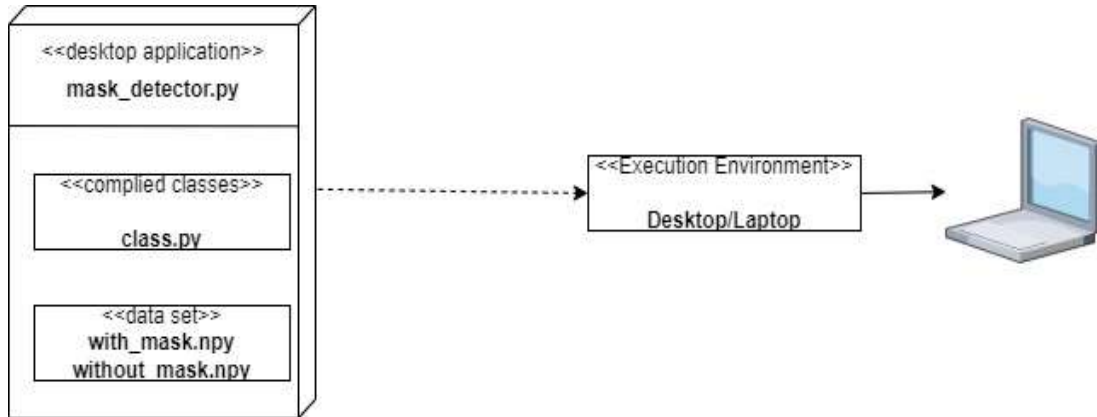 <<desktop application>>
mask_detector.py
<<complied classes>>
class.py
<<data set>>
with_mask.npy
without_mask.npy
<<Execution Environment>>
Desktop/Laptop